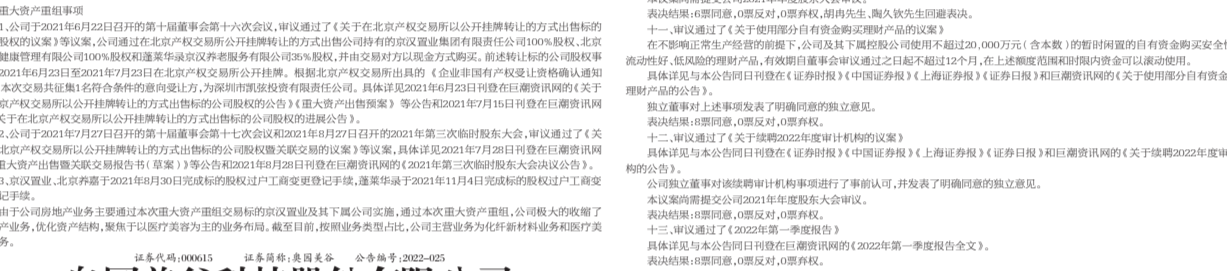 重大资产重组事项
1、公司于2021年6月22日召开的第十届董事会第十六次会议，审议通过了《关于在北京产权交易所以公开挂牌转让的方式出售标的
股权的议案》等议案，公司通过在北京产权交易所以公开挂牌转让的方式出售公司持有的京汉置业集团有限责任公司100%股权、北京
健康管理有限公司100%股权和蓬莱华录京汉养老服务有限公司35%股权，并由交易对方以现金方式购买。前述转让标的公司股权事
2021年6月23日至2021年7月23日在北京产权交易所公开挂牌。根据北京产权交易所出具的《企业非国有产权受让资格确认通知
本次交易共征集1名符合条件的意向受让方，为深圳市凯弦投资有限责任公司。具体详见2021年6月23日刊登在巨潮资讯网的《关于
京产权交易所以公开挂牌转让的方式出售标的公司股权的公告》《重大资产出售预案》等公告和2021年7月15日刊登在巨潮资讯网
关于在北京产权交易所以公开挂牌转让的方式出售标的公司股权的进展公告》。
2、公司于2021年7月27日召开的第十届董事会第十七次会议和2021年8月27日召开的2021年第三次临时股东大会，审议通过了《关
北京产权交易所以公开挂牌转让的方式出售标的公司股权暨关联交易的议案》等议案，具体详见2021年7月28日刊登在巨潮资讯网
重大资产出售暨关联交易报告书（草案）》等公告和2021年8月28日刊登在巨潮资讯网的《2021年第三次临时股东大会决议公告》。
3、京汉置业、北京养嘉于2021年8月30日完成标的股权过户工商变更登记手续，蓬莱华录于2021年11月4日完成标的股权过户工商变
记手续。
由于公司房地产业务主要通过本次重大资产重组交易标的京汉置业及其下属公司实施，通过本次重大资产重组，公司极大的收缩了
产业务，优化资产结构，聚焦于以医疗美容为主的业务布局。截至目前，按照业务类型占比，公司主营业务为化纤新材料业务和医疗美
务。
证券代码：000615 证券简称：奥园美谷 公告编号：2022-025
表决结果：6票同意，0票反对，0票弃权，胡冉先生、陶久钦先生回避表决。
十一、审议通过了《关于使用部分自有资金购买理财产品的议案》
在不影响正常生产经营的前提下，公司及其下属控股公司使用不超过20,000万元（含本数）的暂时闲置的自有资金购买安全
流动性好、低风险的理财产品，有效期自董事会审议通过之日起不超过12个月，在上述额度范围和时限内资金可以滚动使用。
具体详见与本公告同日刊登在《证券时报》《中国证券报》《上海证券报》《证券日报》和巨潮资讯网的《关于使用部分自有资金
理财产品的公告》。
独立董事对上述事项发表了明确同意的独立意见。
表决结果：8票同意，0票反对，0票弃权。
十二、审议通过了《关于续聘2022年度审计机构的议案》
具体详见与本公告同日刊登在《证券时报》《中国证券报》《上海证券报》《证券日报》和巨潮资讯网的《关于续聘2022年度审
构的公告》。
公司独立董事对该续聘审计机构事项进行了事前认可，并发表了明确同意的独立意见。
本议案尚需提交公司2021年年度股东大会审议。
表决结果：8票同意，0票反对，0票弃权。
十三、审议通过了《2022年第一季度报告》
具体详见与本公告同日刊登在巨潮资讯网的《2022年第一季度报告全文》。
表决结果：8票同意，0票反对，0票弃权。